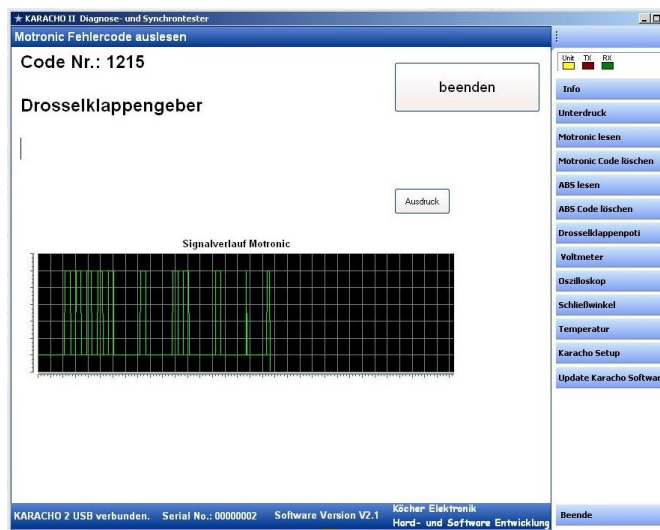 ★ KARACHO II Diagnose- und Synchrontester
Motronic Fehlercode auslesen
Code Nr.: 1215
Drosselklappengeber
beenden
Ausdruck
Signalverlauf Motronic
Unit TX RX
Info
Unterdruck
Motronic lesen
Motronic Code löschen
ABS lesen
ABS Code löschen
Drosselklappenpoti
Voltmeter
Oszilloskop
Schließwinkel
Temperatur
Karacho Setup
Update Karacho Softwar
Beende
KARACHO 2 USB verbunden. Serial No.: 00000002 Software Version V2.1
Köcher Elektronik
Hard- und Software Entwicklung